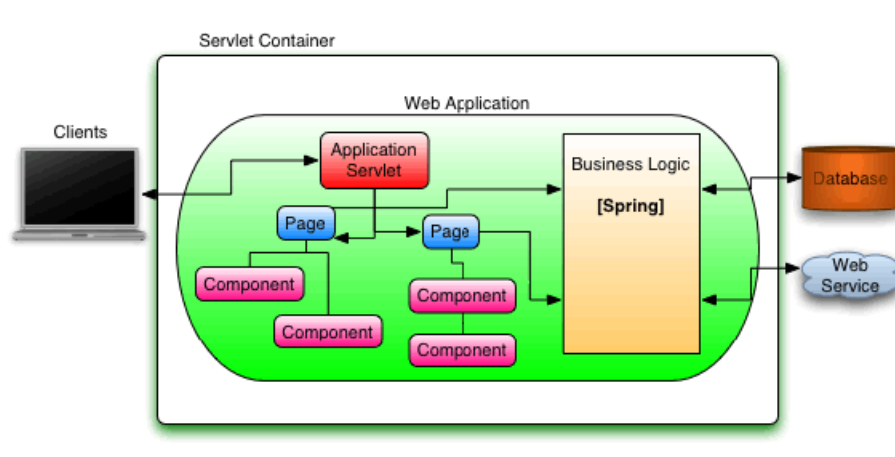 Servlet Container
Web Application
Clients
Application
Servlet
Business Logic
[Spring]
Database
Page
Page
Component
Component
Component
Component
Web
Service